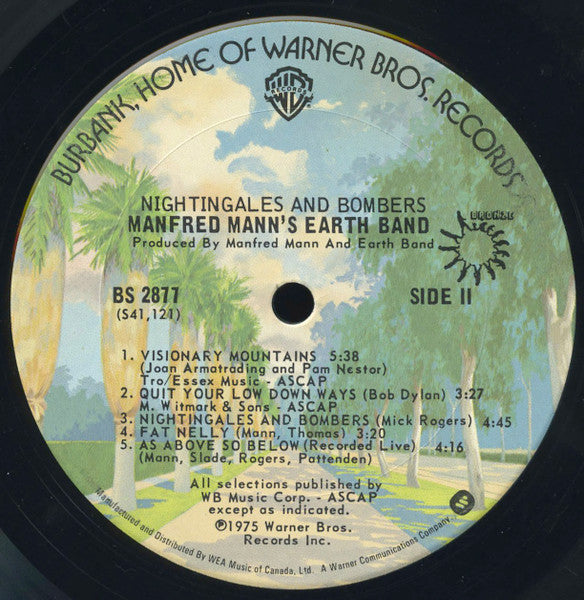 BURBANK, HOME OF WARNER BROS. RECORDS
RECORDS
NIGHTINGALES AND BOMBERS
MANFRED MANN'S EARTH BAND
Produced By Manfred Mann And Earth Band
BRONZE
BS 2877
(S41,121)
SIDE II
1. VISIONARY MOUNTAINS 5:38
(Joan Armatrading and Pam Nestor)
Tro/Essex Music - ASCAP
2. QUIT YOUR LOW DOWN WAYS (Bob Dylan) 3:27
M. Witmark & Sons - ASCAP
3. NIGHTINGALES AND BOMBERS (Mick Rogers) 4:45
4. FAT NELLY (Mann, Thomas) 3:20
5. AS ABOVE SO BELOW (Recorded Live) 4:16
(Mann, Slade, Rogers, Pattenden)
All selections published by
WB Music Corp. - ASCAP
except as indicated.
℗1975 Warner Bros.
Records Inc.
Manufactured and Distributed By WEA Music of Canada, Ltd. A Warner Communications Company